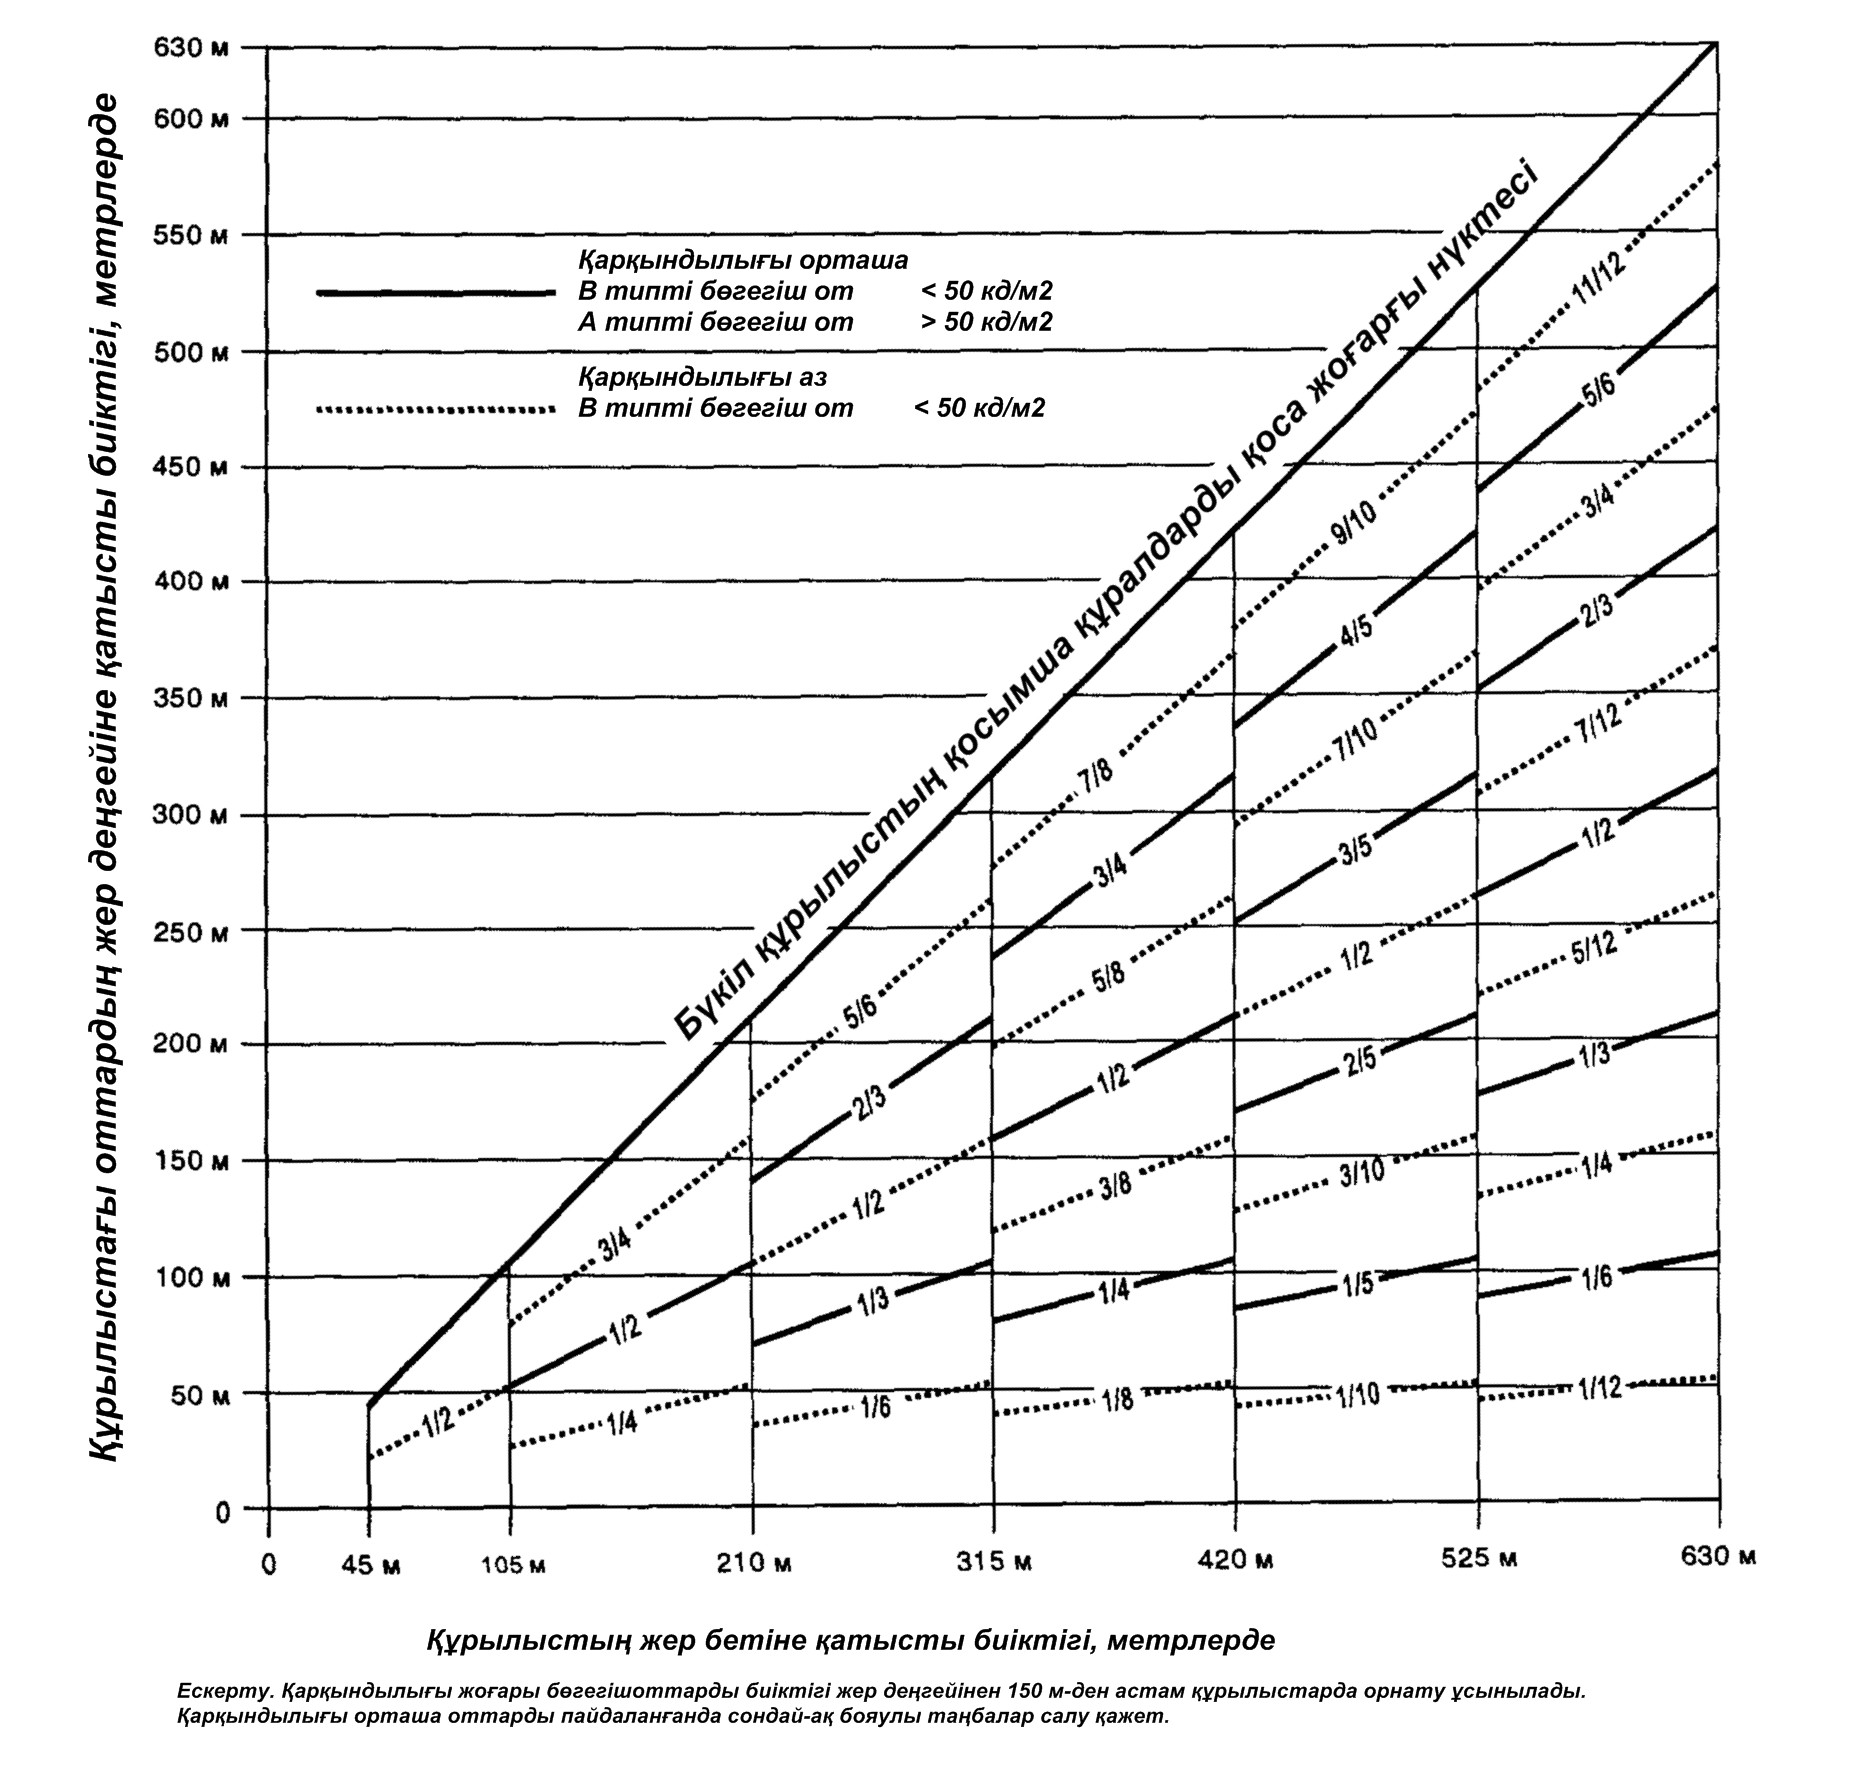 630 м
600 м
550 м
500 м
450 м
400 м
350 м
300 м
250 м
200 м
150 м
100 м
50 м
0
Құрылыстағы оттардың жер деңгейіне қатысты биіктігі, метрлерде
Қарқындылығы орташа
В типті бөгегіш от < 50 кд/м2
А типті бөгегіш от > 50 кд/м2
Қарқындылығы аз
В типті бөгегіш от < 50 кд/м2
Бүкіл құрылыстың қосымша құралдарды қоса жоғарғы нүктесі
1/2
3/4
1/2
1/4
5/6
2/3
1/2
1/3
1/6
7/8
3/4
5/8
1/2
3/8
1/4
1/8
9/10
4/5
7/10
3/5
1/2
2/5
3/10
1/5
1/10
11/12
5/6
3/4
2/3
7/12
1/2
5/12
1/3
1/4
1/6
1/12
0 45 м 105 м 210 м 315 м 420 м 525 м 630 м
Құрылыстың жер бетіне қатысты биіктігі, метрлерде
Ескерту. Қарқындылығы жоғары бөгегішоттарды биіктігі жер деңгейінен 150 м-ден астам құрылыстарда орнату ұсынылады.
Қарқындылығы орташа оттарды пайдаланғанда сондай-ақ бояулы таңбалар салу қажет.